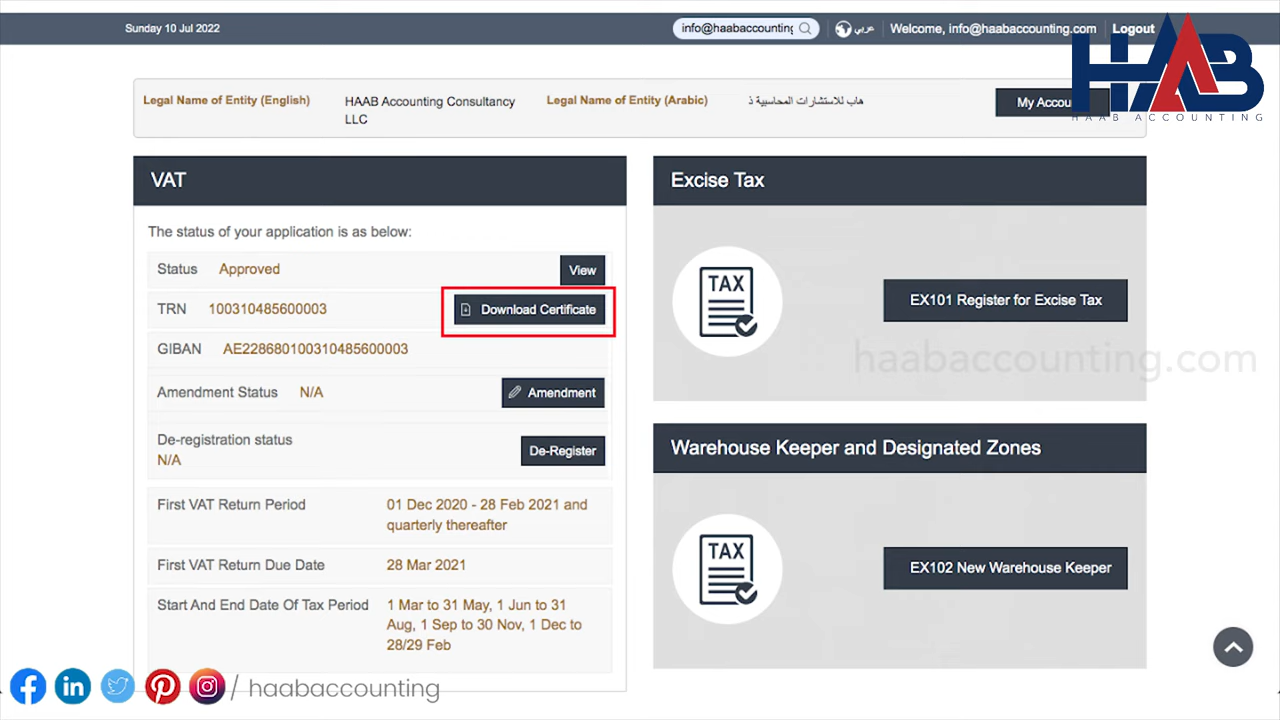 Sunday 10 Jul 2022
info@haabaccounting
عربي
Welcome, info@haabaccounting.com
Logout
HAAB
HAAB ACCOUNTING
Legal Name of Entity (English)
HAAB Accounting Consultancy
LLC
Legal Name of Entity (Arabic)
هاب للاستشارات المحاسبية ذ
My Accou
VAT
The status of your application is as below:
Status Approved
View
TRN 100310485600003
Download Certificate
GIBAN AE228680100310485600003
Amendment Status N/A
Amendment
De-registration status
N/A
De-Register
First VAT Return Period
01 Dec 2020 - 28 Feb 2021 and
quarterly thereafter
First VAT Return Due Date
28 Mar 2021
Start And End Date Of Tax Period
1 Mar to 31 May, 1 Jun to 31
Aug, 1 Sep to 30 Nov, 1 Dec to
28/29 Feb
Excise Tax
TAX
EX101 Register for Excise Tax
haabaccounting.com
Warehouse Keeper and Designated Zones
TAX
EX102 New Warehouse Keeper
/ haabaccounting